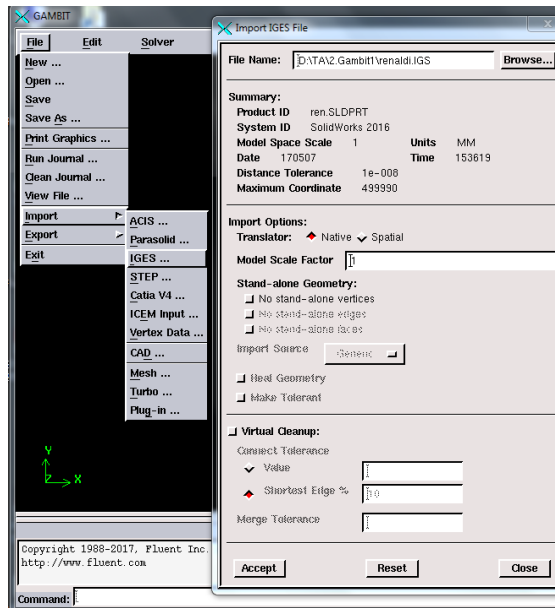 GAMBIT
File Edit Solver
New ...
Open ...
Save
Save As ...
Print Graphics ...
Run Journal ...
Clean Journal ...
View File ...
Import
Export
Exit
ACIS ...
Parasolid ...
IGES ...
STEP ...
Catia V4 ...
ICEM Input ...
Vertex Data ...
CAD ...
Mesh ...
Turbo ...
Plug-in ...
Y
Z X
Copyright 1988-2017, Fluent Inc.
http://www.fluent.com
Command:
Import IGES File
File Name: D:\TA\2.Gambit1\renaldi.IGS Browse...
Summary:
Product ID ren.SLDPRT
System ID SolidWorks 2016
Model Space Scale 1 Units MM
Date 170507 Time 153619
Distance Tolerance 1e-008
Maximum Coordinate 499990
Import Options:
Translator: Native Spatial
Model Scale Factor 1
Stand-alone Geometry:
No stand-alone vertices
No stand-alone edges
No stand-alone faces
Import Source Generic
Heal Geometry
Make Tolerant
Virtual Cleanup:
Connect Tolerance
Value
Shortest Edge % 10
Merge Tolerance
Accept Reset Close